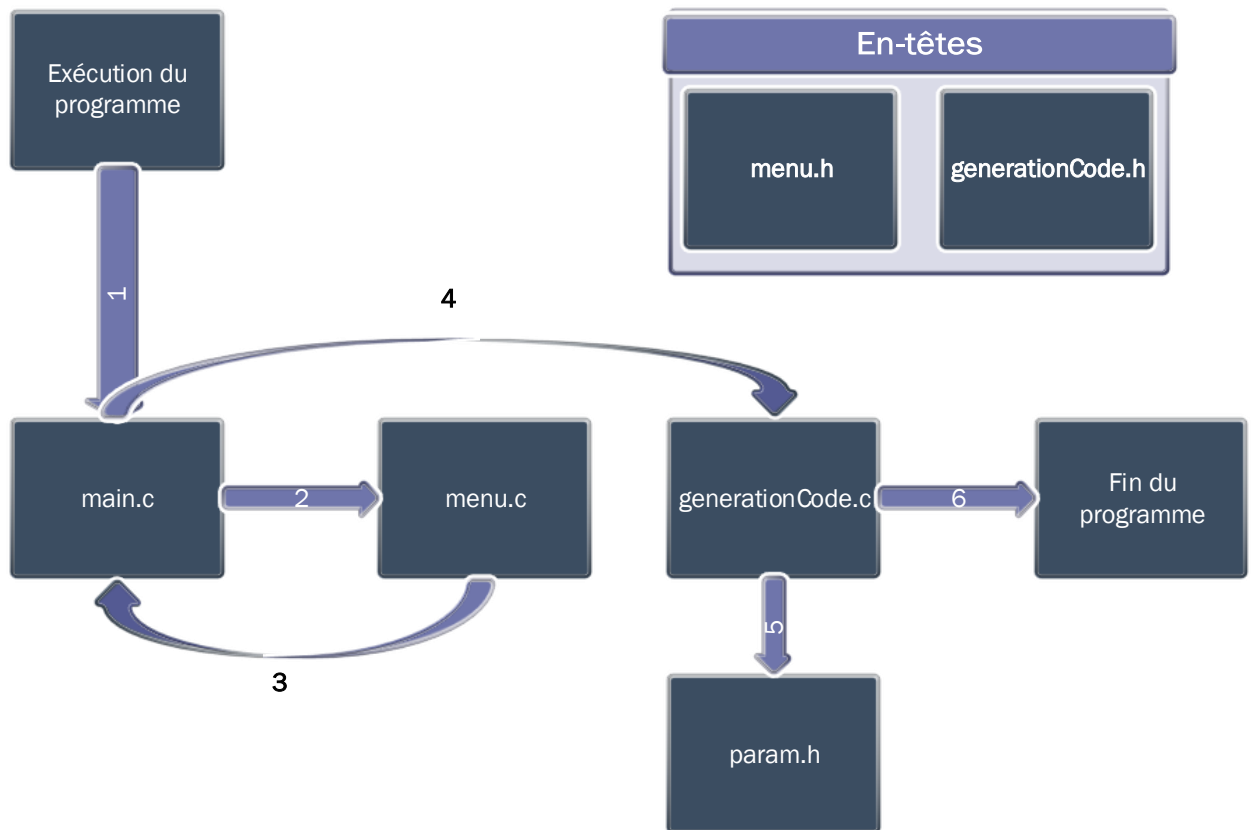 Exécution du
programme
En-têtes
menu.h
generationCode.h
1
4
main.c
2
menu.c
generationCode.c
6
Fin du
programme
3
5
param.h